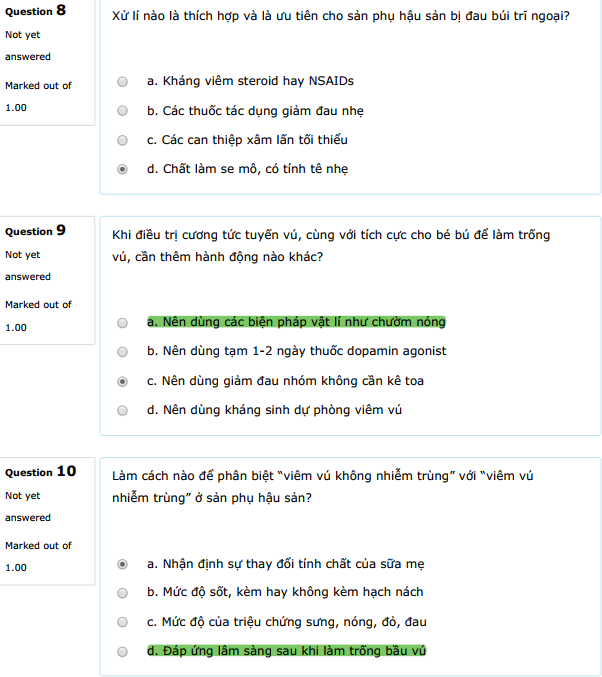 Question 8
Not yet
answered
Marked out of
1.00
Xử lí nào là thích hợp và là ưu tiên cho sản phụ hậu sản bị đau búi trĩ ngoại?
a. Kháng viêm steroid hay NSAIDs
b. Các thuốc tác dụng giảm đau nhẹ
c. Các can thiệp xâm lấn tối thiểu
d. Chất làm se mô, có tính tê nhẹ
Question 9
Not yet
answered
Marked out of
1.00
Khi điều trị cương tức tuyến vú, cùng với tích cực cho bé bú để làm trống
vú, cần thêm hành động nào khác?
a. Nên dùng các biện pháp vật lí như chườm nóng
b. Nên dùng tạm 1-2 ngày thuốc dopamin agonist
c. Nên dùng giảm đau nhóm không cần kê toa
d. Nên dùng kháng sinh dự phòng viêm vú
Question 10
Not yet
answered
Marked out of
1.00
Làm cách nào để phân biệt “viêm vú không nhiễm trùng” với “viêm vú
nhiễm trùng” ở sản phụ hậu sản?
a. Nhận định sự thay đổi tính chất của sữa mẹ
b. Mức độ sốt, kèm hay không kèm hạch nách
c. Mức độ của triệu chứng sưng, nóng, đỏ, đau
d. Đáp ứng lâm sàng sau khi làm trống bầu vú